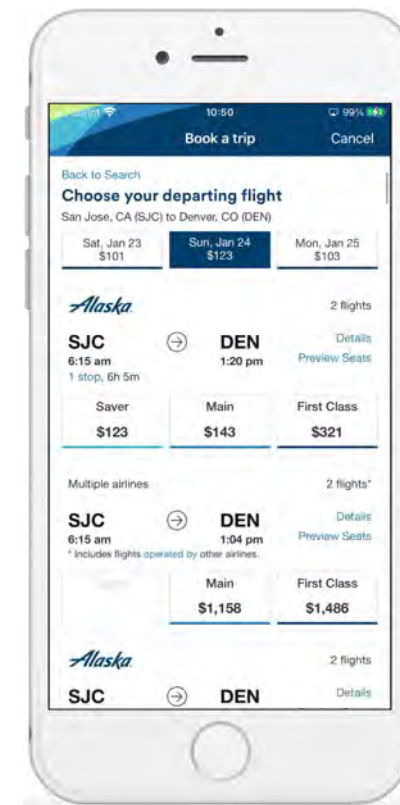 Sprint 10:50 99%
Book a trip Cancel
Back to Search
Choose your departing flight
San Jose, CA (SJC) to Denver, CO (DEN)
Sat, Jan 23 Sun, Jan 24 Mon, Jan 25
$101 $123 $103
Alaska 2 flights
SJC DEN Details
6:15 am 1:20 pm Preview Seats
1 stop, 6h 5m
Saver Main First Class
$123 $143 $321
Multiple airlines 2 flights*
SJC DEN Details
6:15 am 1:04 pm Preview Seats
* Includes flights operated by other airlines.
Main First Class
$1,158 $1,486
Alaska 2 flights
SJC DEN Details